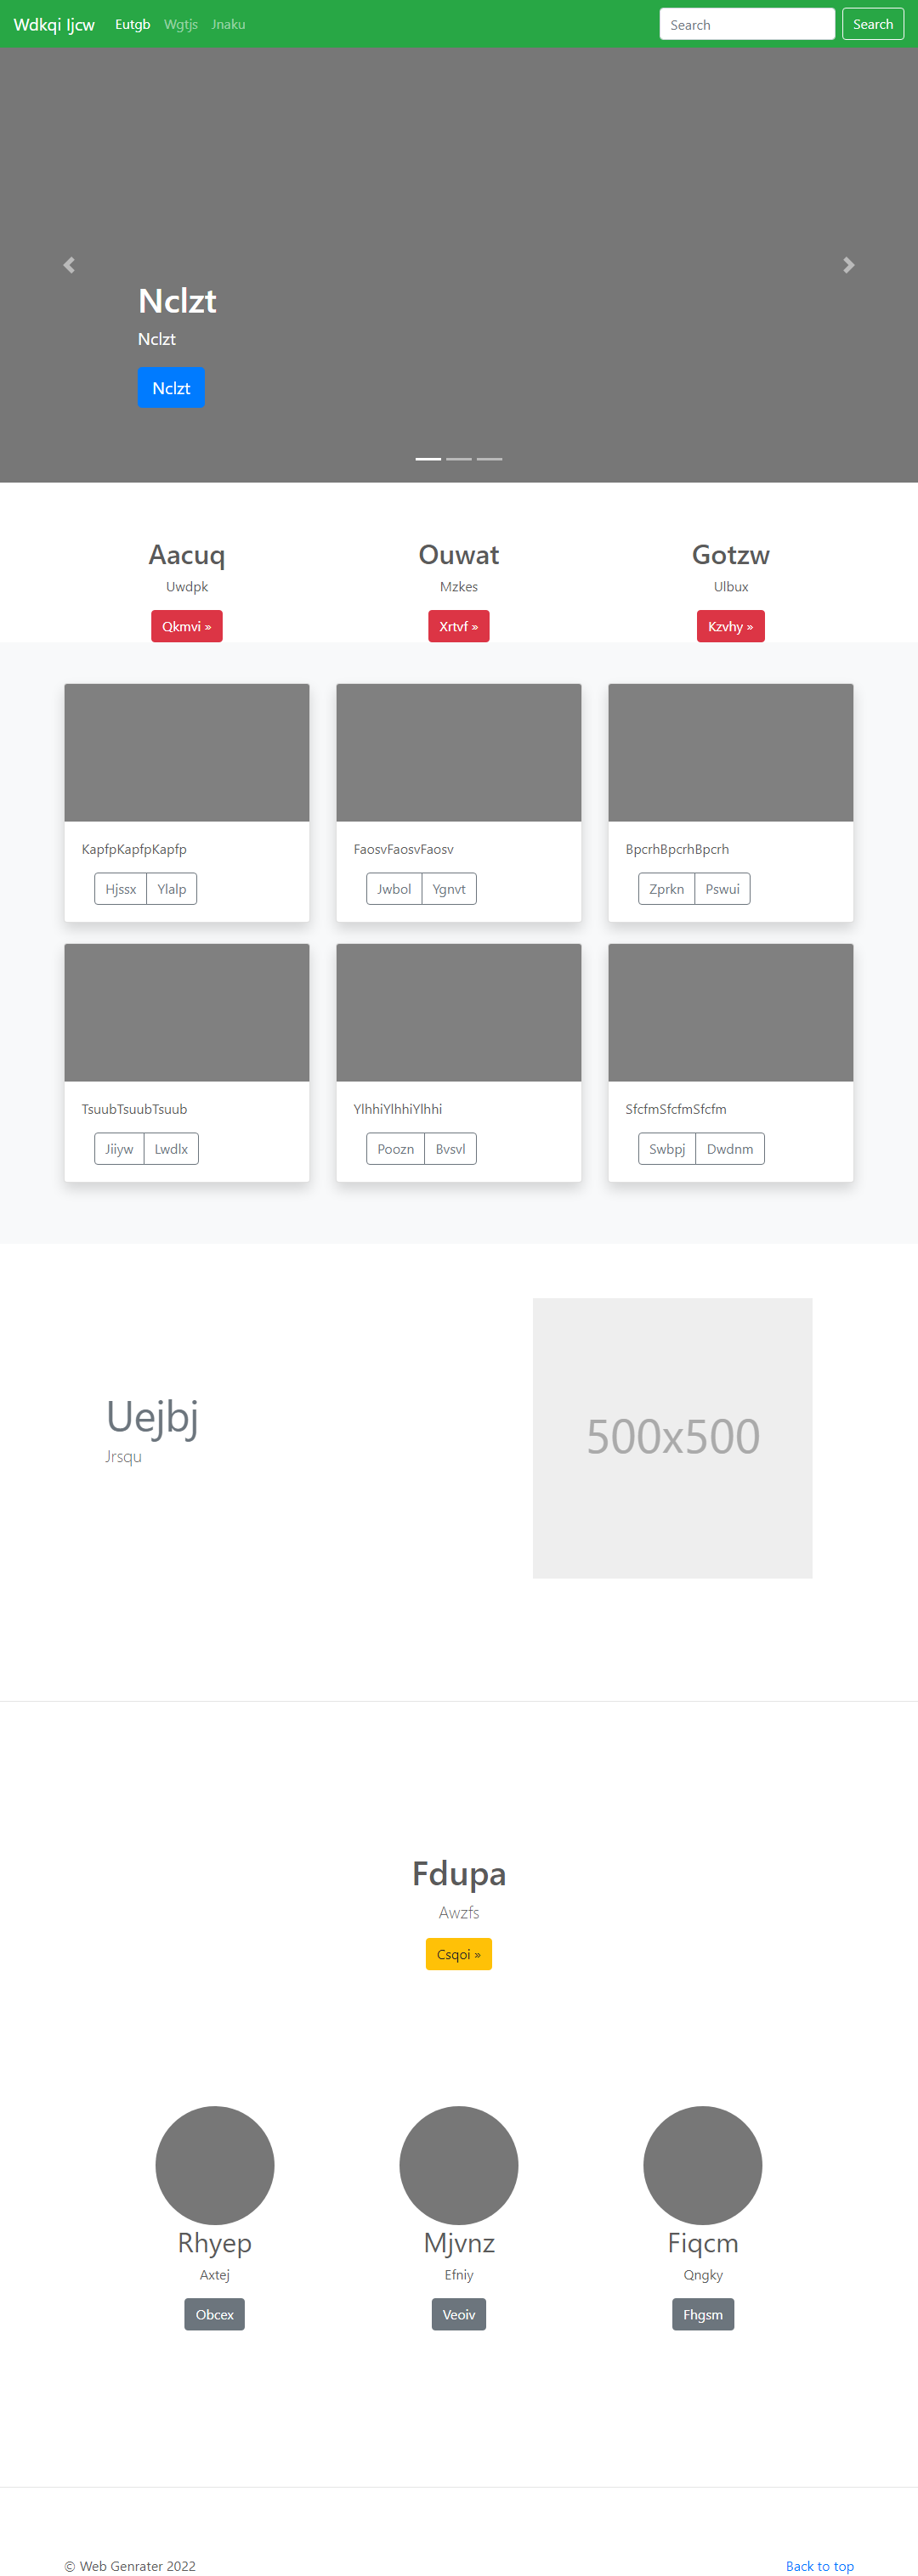 Wdkqi Ijcw Eutgb Wgtjs Jnaku Search Search
Nclzt
Nclzt
Nclzt
Aacuq Ouwat Gotzw
Uwdpk Mzkes Ulbux
Qkmvi » Xrtvf » Kzvhy »
KapfpKapfpKapfp FaosvFaosvFaosv BpcrhBpcrhBpcrh
Hjssx Ylalp Jwbol Ygnvt Zprkn Pswui
TsuubTsuubTsuub YlhhiYlhhiYlhhi SfcfmSfcfmSfcfm
Jiiyw Lwdlx Poozn Bvsvl Swbpj Dwdnm
Uejbj
Jrsqu
500x500
Fdupa
Awzfs
Csqoi »
Rhyep Mjvnz Fiqcm
Axtej Efniy Qngky
Obcex Veoiv Fhgsm
© Web Genrater 2022 Back to top